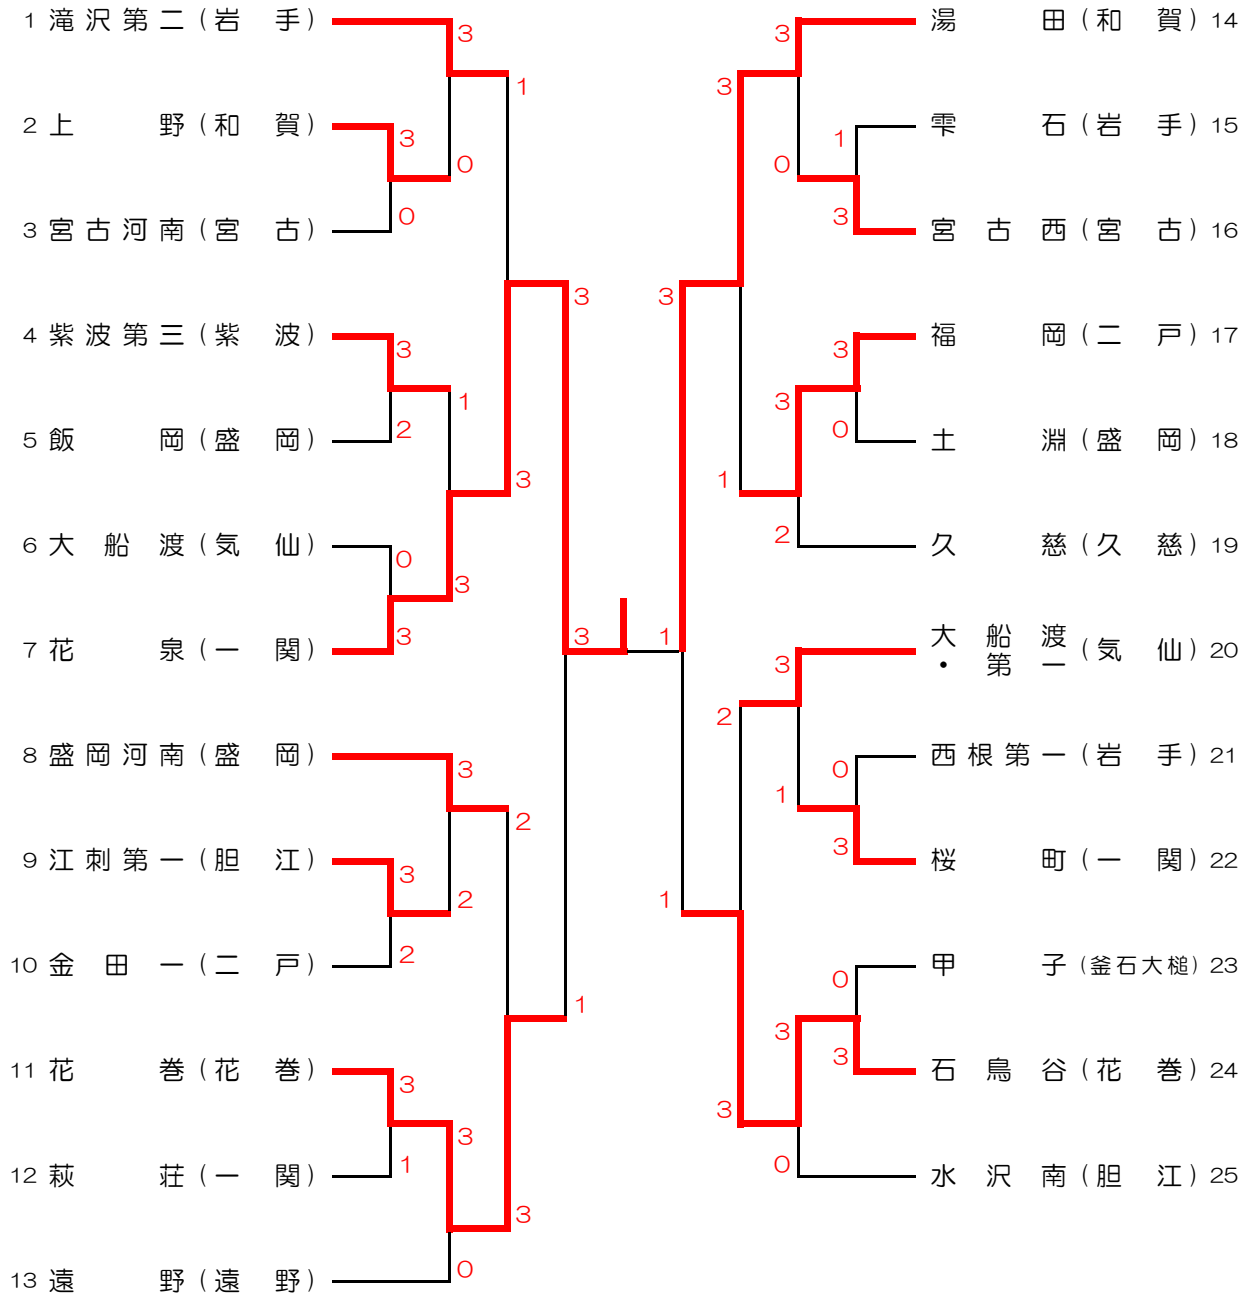 1 滝沢第二(岩手) 3 3 湯田(和賀) 14
1 3
2 上野(和賀) 3 1 雫石(岩手) 15
0 0
3 宮古河南(宮古) 0 3 宮古西(宮古) 16
3 3
4 紫波第三(紫波) 3 3 福岡(二戸) 17
1 3
5 飯岡(盛岡) 2 0 土淵(盛岡) 18
3 1
6 大船渡(気仙) 0 2 久慈(久慈) 19
3
7 花泉(一関) 3 3 1 3 大船渡・第一(気仙) 20
2
8 盛岡河南(盛岡) 3 0 西根第一(岩手) 21
2 1
9 江刺第一(胆江) 3 3 桜町(一関) 22
2 1
10 金田一(二戸) 2 0 甲子(釜石大槌) 23
1 3
11 花巻(花巻) 3 3 石鳥谷(花巻) 24
3 3
12 萩荘(一関) 1 0 水沢南(胆江) 25
3
13 遠野(遠野) 0